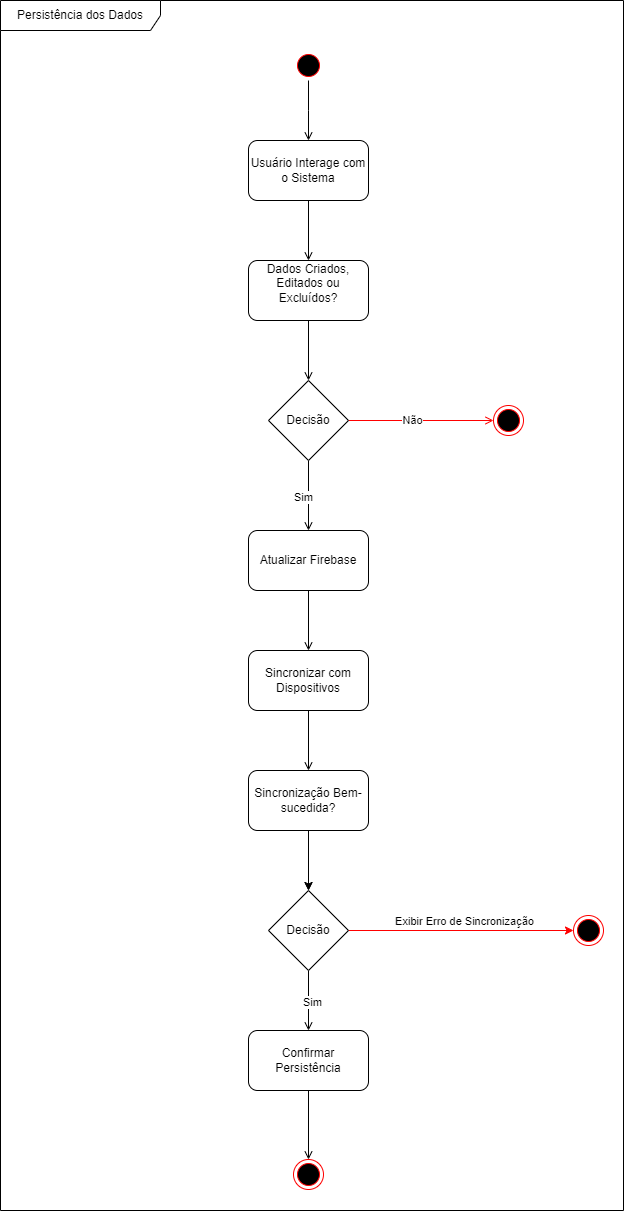 Persistência dos Dados
Usuário Interage com
o Sistema
Dados Criados,
Editados ou
Excluídos?
Decisão
Não
Sim
Atualizar Firebase
Sincronizar com
Dispositivos
Sincronização Bem-
sucedida?
Decisão
Exibir Erro de Sincronização
Sim
Confirmar
Persistência